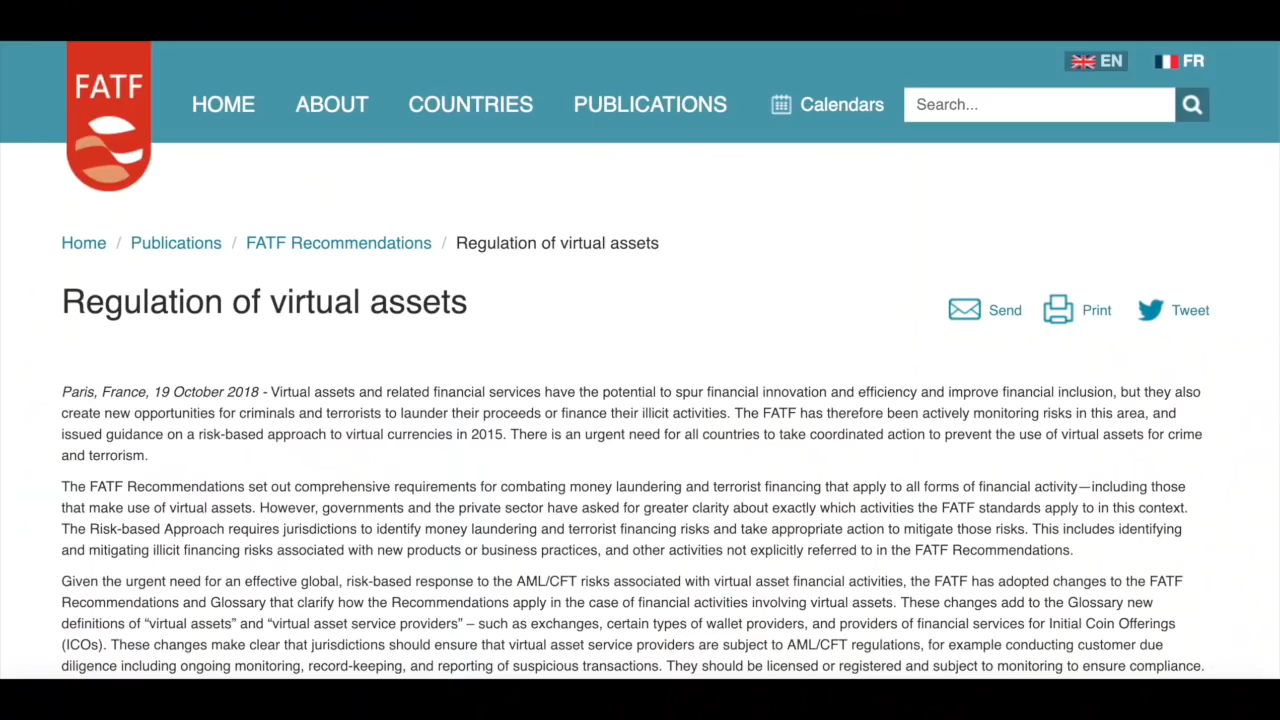 EN FR
FATF
HOME ABOUT COUNTRIES PUBLICATIONS Calendars Search...
Home / Publications / FATF Recommendations / Regulation of virtual assets
Regulation of virtual assets
Send Print Tweet
Paris, France, 19 October 2018 - Virtual assets and related financial services have the potential to spur financial innovation and efficiency and improve financial inclusion, but they also
create new opportunities for criminals and terrorists to launder their proceeds or finance their illicit activities. The FATF has therefore been actively monitoring risks in this area, and
issued guidance on a risk-based approach to virtual currencies in 2015. There is an urgent need for all countries to take coordinated action to prevent the use of virtual assets for crime
and terrorism.
The FATF Recommendations set out comprehensive requirements for combating money laundering and terrorist financing that apply to all forms of financial activity—including those
that make use of virtual assets. However, governments and the private sector have asked for greater clarity about exactly which activities the FATF standards apply to in this context.
The Risk-based Approach requires jurisdictions to identify money laundering and terrorist financing risks and take appropriate action to mitigate those risks. This includes identifying
and mitigating illicit financing risks associated with new products or business practices, and other activities not explicitly referred to in the FATF Recommendations.
Given the urgent need for an effective global, risk-based response to the AML/CFT risks associated with virtual asset financial activities, the FATF has adopted changes to the FATF
Recommendations and Glossary that clarify how the Recommendations apply in the case of financial activities involving virtual assets. These changes add to the Glossary new
definitions of “virtual assets” and “virtual asset service providers” – such as exchanges, certain types of wallet providers, and providers of financial services for Initial Coin Offerings
(ICOs). These changes make clear that jurisdictions should ensure that virtual asset service providers are subject to AML/CFT regulations, for example conducting customer due
diligence including ongoing monitoring, record-keeping, and reporting of suspicious transactions. They should be licensed or registered and subject to monitoring to ensure compliance.